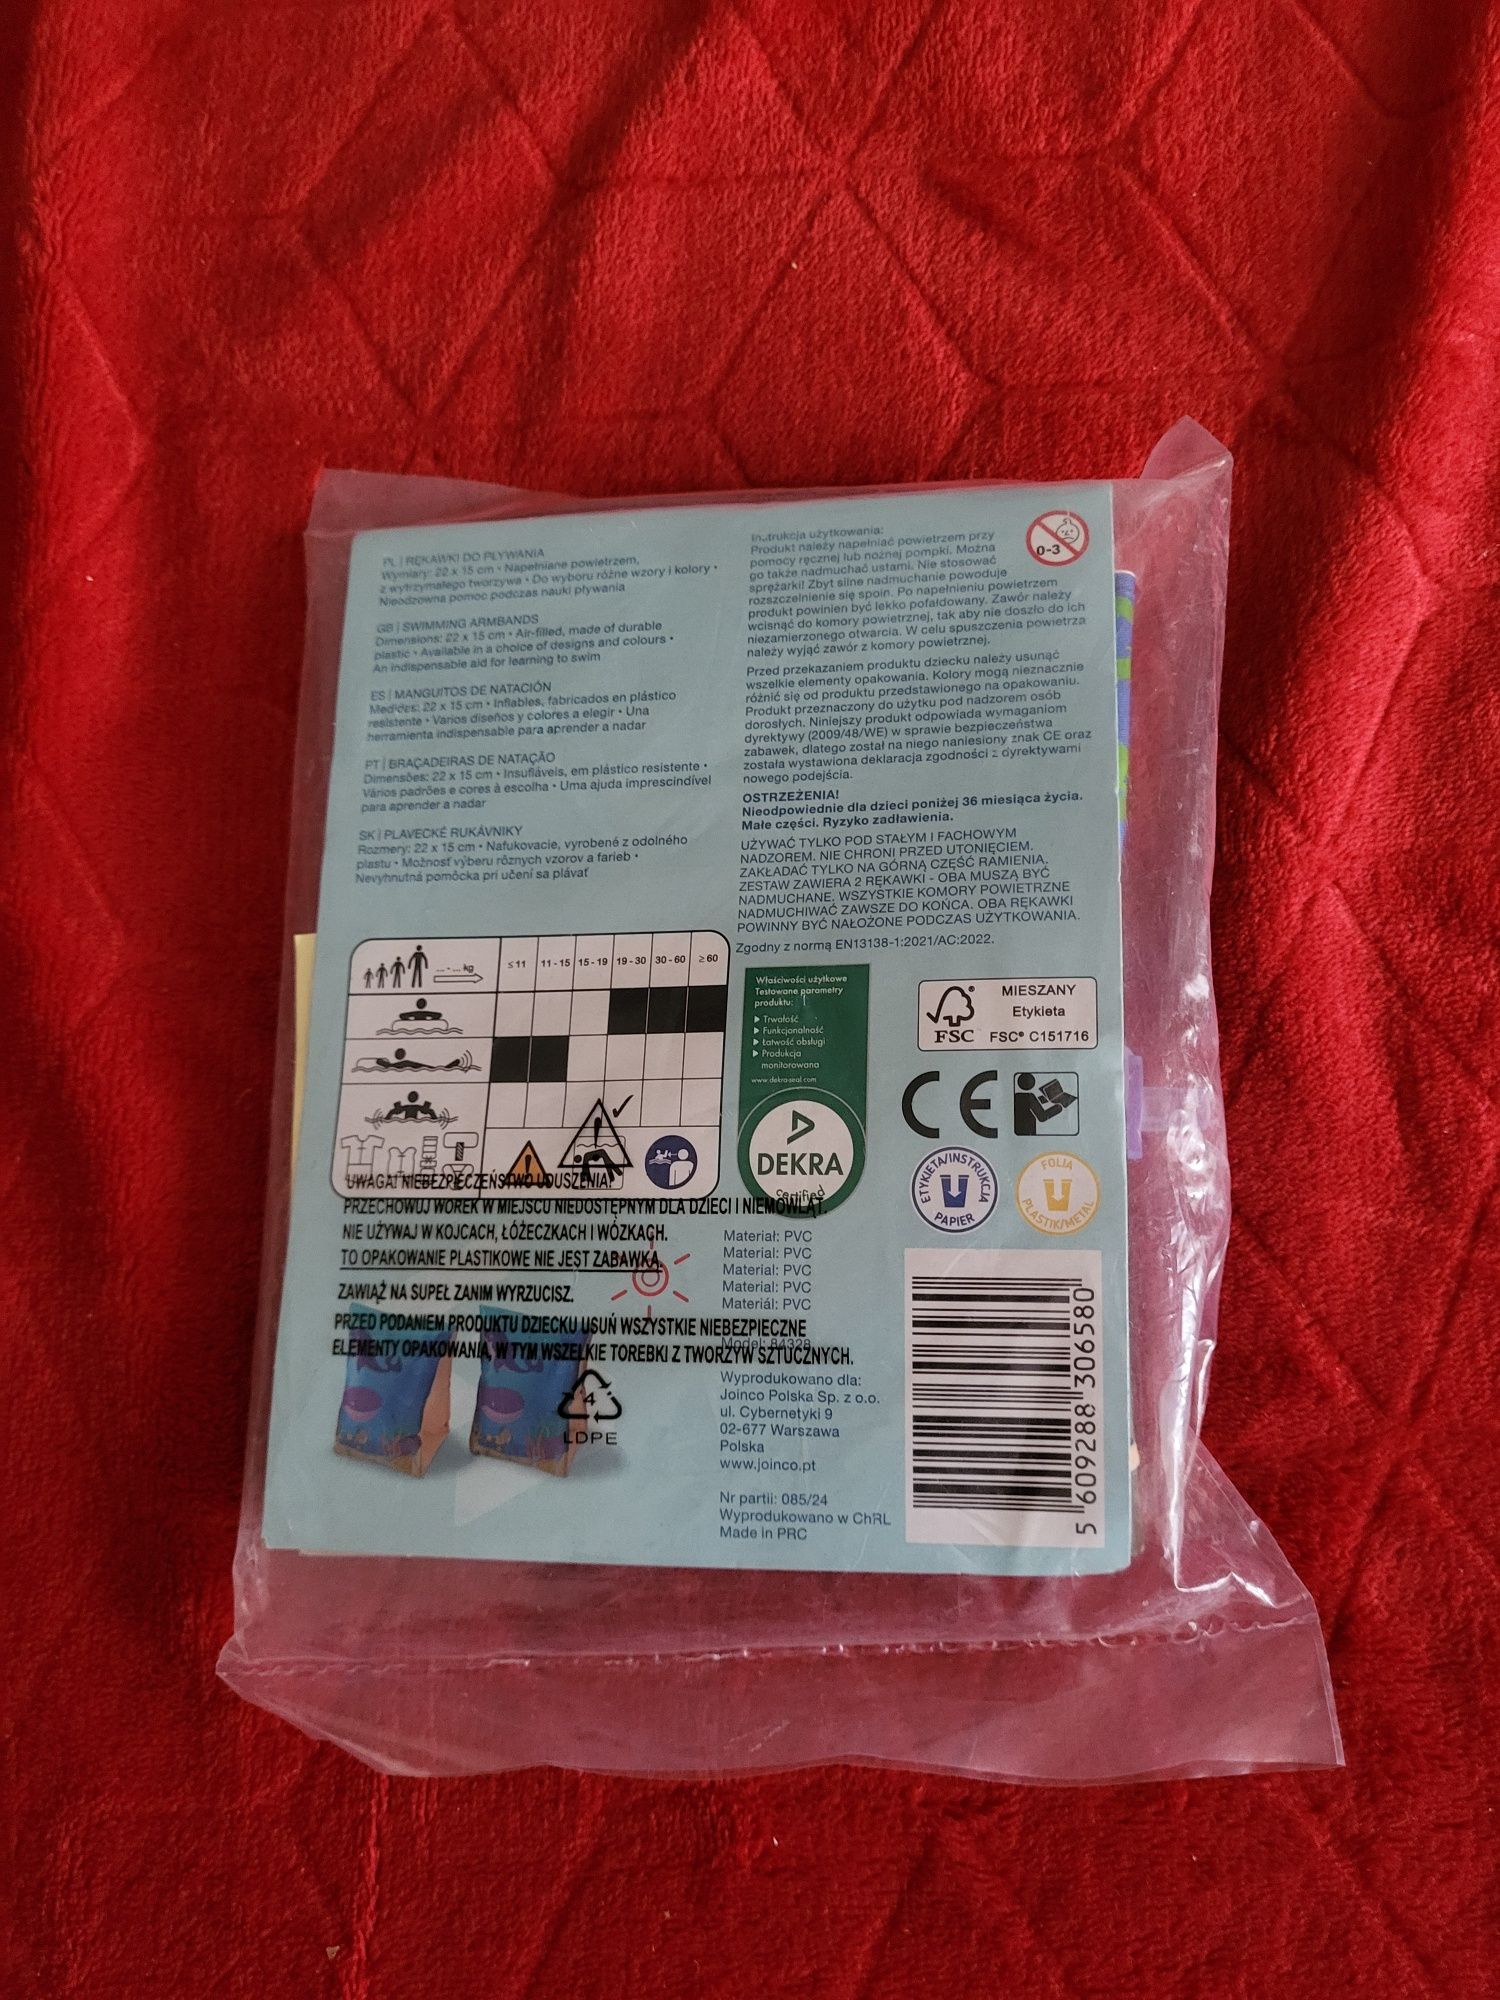 PL | RĘKAWKI DO PŁYWANIA
Wymiary: 22 x 15 cm • Napełniane powietrzem,
z wytrzymałego tworzywa • Do wyboru różne wzory i kolory •
Nieodzowna pomoc podczas nauki pływania
GB | SWIMMING ARMBANDS
Dimensions: 22 x 15 cm • Air-filled, made of durable
plastic • Available in a choice of designs and colours •
An indispensable aid for learning to swim
ES | MANGUITOS DE NATACIÓN
Medidas: 22 x 15 cm • Inflables, fabricados en plástico
resistente • Varios diseños y colores a elegir • Una
herramienta indispensable para aprender a nadar
PT | BRAÇADEIRAS DE NATAÇÃO
Dimensões: 22 x 15 cm • Insufláveis, em plástico resistente •
Vários padrões e cores à escolha • Uma ajuda imprescindível
para aprender a nadar
SK | PLAVECKÉ RUKÁVNIKY
Rozmery: 22 x 15 cm • Nafukovacie, vyrobené z odolného
plastu • Možnosť výberu rôznych vzorov a farieb •
Nevyhnutná pomôcka pri učení sa plávať
... - ... kg
≤11 11-15 15-19 19-30 30-60 ≥60
UWAGA! NIEBEZPIECZEŃSTWO UDUSZENIA!
PRZECHOWUJ WOREK W MIEJSCU NIEDOSTĘPNYM DLA DZIECI I NIEMOWLĄT.
NIE UŻYWAJ W KOJCACH, ŁÓŻECZKACH I WÓZKACH.
TO OPAKOWANIE PLASTIKOWE NIE JEST ZABAWKĄ.
ZAWIĄŻ NA SUPEŁ ZANIM WYRZUCISZ.
PRZED PODANIEM PRODUKTU DZIECKU USUŃ WSZYSTKIE NIEBEZPIECZNE
ELEMENTY OPAKOWANIA, W TYM WSZELKIE TOREBKI Z TWORZYW SZTUCZNYCH.
4
LDPE
Instrukcja użytkowania:
Produkt należy napełniać powietrzem przy
pomocy ręcznej lub nożnej pompki. Można
go także nadmuchać ustami. Nie stosować
sprężarki! Zbyt silne nadmuchanie powoduje
rozszczelnienie się spoin. Po napełnieniu powietrzem
produkt powinien być lekko pofałdowany. Zawór należy
wcisnąć do komory powietrznej, tak aby nie doszło do ich
niezamierzonego otwarcia. W celu spuszczenia powietrza
należy wyjąć zawór z komory powietrznej.
0-3
Przed przekazaniem produktu dziecku należy usunąć
wszelkie elementy opakowania. Kolory mogą nieznacznie
różnić się od produktu przedstawionego na opakowaniu.
Produkt przeznaczony do użytku pod nadzorem osób
dorosłych. Niniejszy produkt odpowiada wymaganiom
dyrektywy (2009/48/WE) w sprawie bezpieczeństwa
zabawek, dlatego został na niego naniesiony znak CE oraz
została wystawiona deklaracja zgodności z dyrektywami
nowego podejścia.
OSTRZEŻENIA!
Nieodpowiednie dla dzieci poniżej 36 miesiąca życia.
Małe części. Ryzyko zadławienia.
UŻYWAĆ TYLKO POD STAŁYM I FACHOWYM
NADZOREM. NIE CHRONI PRZED UTONIĘCIEM.
ZAKŁADAĆ TYLKO NA GÓRNĄ CZĘŚĆ RAMIENIA.
ZESTAW ZAWIERA 2 RĘKAWKI - OBA MUSZĄ BYĆ
NADMUCHANE. WSZYSTKIE KOMORY POWIETRZNE
NADMUCHIWAĆ ZAWSZE DO KOŃCA. OBA RĘKAWKI
POWINNY BYĆ NAŁOŻONE PODCZAS UŻYTKOWANIA.
Zgodny z normą EN13138-1:2021/AC:2022.
Właściwości użytkowe
Testowane parametry
produktu:
Trwałość
Funkcjonalność
Łatwość obsługi
Produkcja
monitorowana
www.dekra-seal.com
DEKRA
certified
FSC
MIESZANY
Etykieta
FSC® C151716
CE
ETYKIETA/INSTRUKCJA
PAPIER
FOLIA
PLASTIK/METAL
Materiał: PVC
Material: PVC
Material: PVC
Material: PVC
Materiál: PVC
Model: 84328
Wyprodukowano dla:
Joinco Polska Sp. z o.o.
ul. Cybernetyki 9
02-677 Warszawa
Polska
www.joinco.pt
Nr partii: 085/24
Wyprodukowano w ChRL
Made in PRC
5 609288 306580